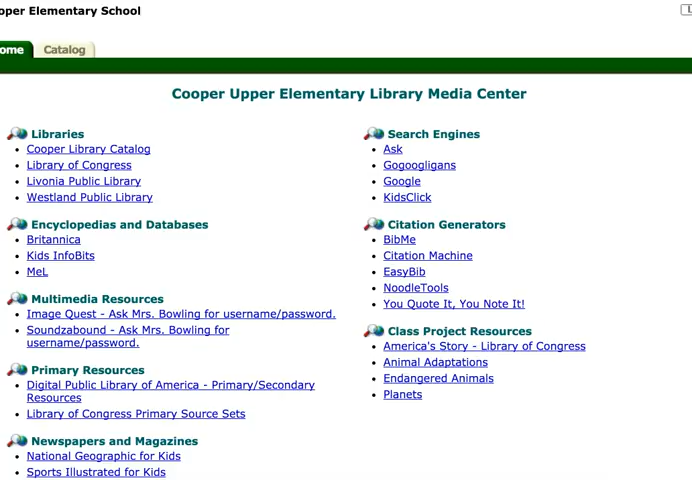 oper Elementary School
L
ome
Catalog
Cooper Upper Elementary Library Media Center
Libraries
Cooper Library Catalog
Library of Congress
Livonia Public Library
Westland Public Library
Encyclopedias and Databases
Britannica
Kids InfoBits
MeL
Multimedia Resources
Image Quest - Ask Mrs. Bowling for username/password.
Soundzabound - Ask Mrs. Bowling for
username/password.
Primary Resources
Digital Public Library of America - Primary/Secondary
Resources
Library of Congress Primary Source Sets
Newspapers and Magazines
National Geographic for Kids
Sports Illustrated for Kids
Search Engines
Ask
Gogooogligans
Google
KidsClick
Citation Generators
BibMe
Citation Machine
EasyBib
NoodleTools
You Quote It, You Note It!
Class Project Resources
America's Story - Library of Congress
Animal Adaptations
Endangered Animals
Planets